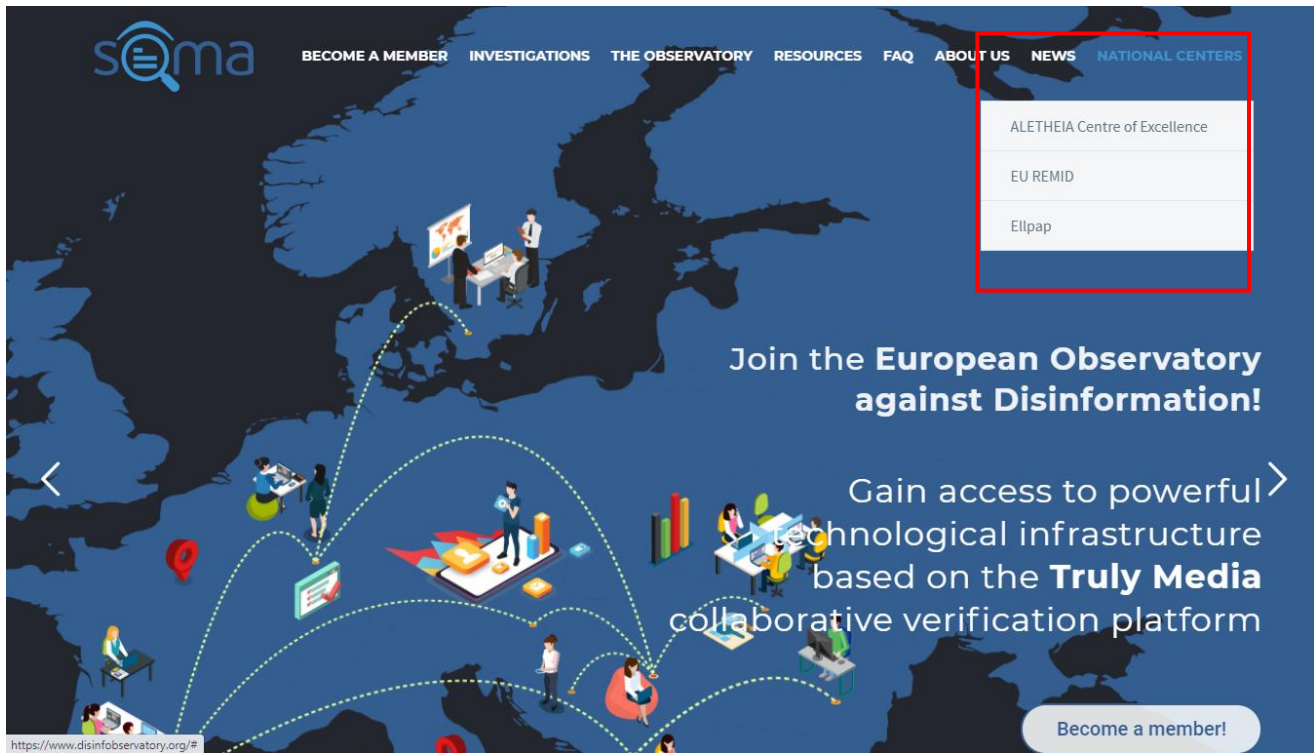 soma
BECOME A MEMBER INVESTIGATIONS THE OBSERVATORY RESOURCES FAQ ABOUT US NEWS NATIONAL CENTERS
ALETHEIA Centre of Excellence
EU REMID
Ellpap
Join the European Observatory
against Disinformation!
Gain access to powerful
technological infrastructure
based on the Truly Media
collaborative verification platform
Become a member!
https://www.disinfobservatory.org/#